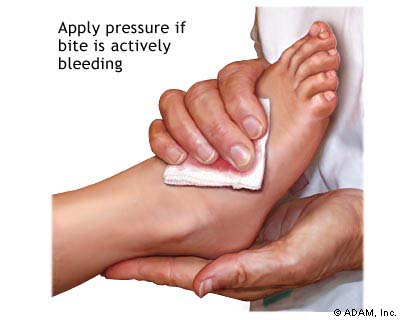 Apply pressure if
bite is actively
bleeding
© ADAM, Inc.